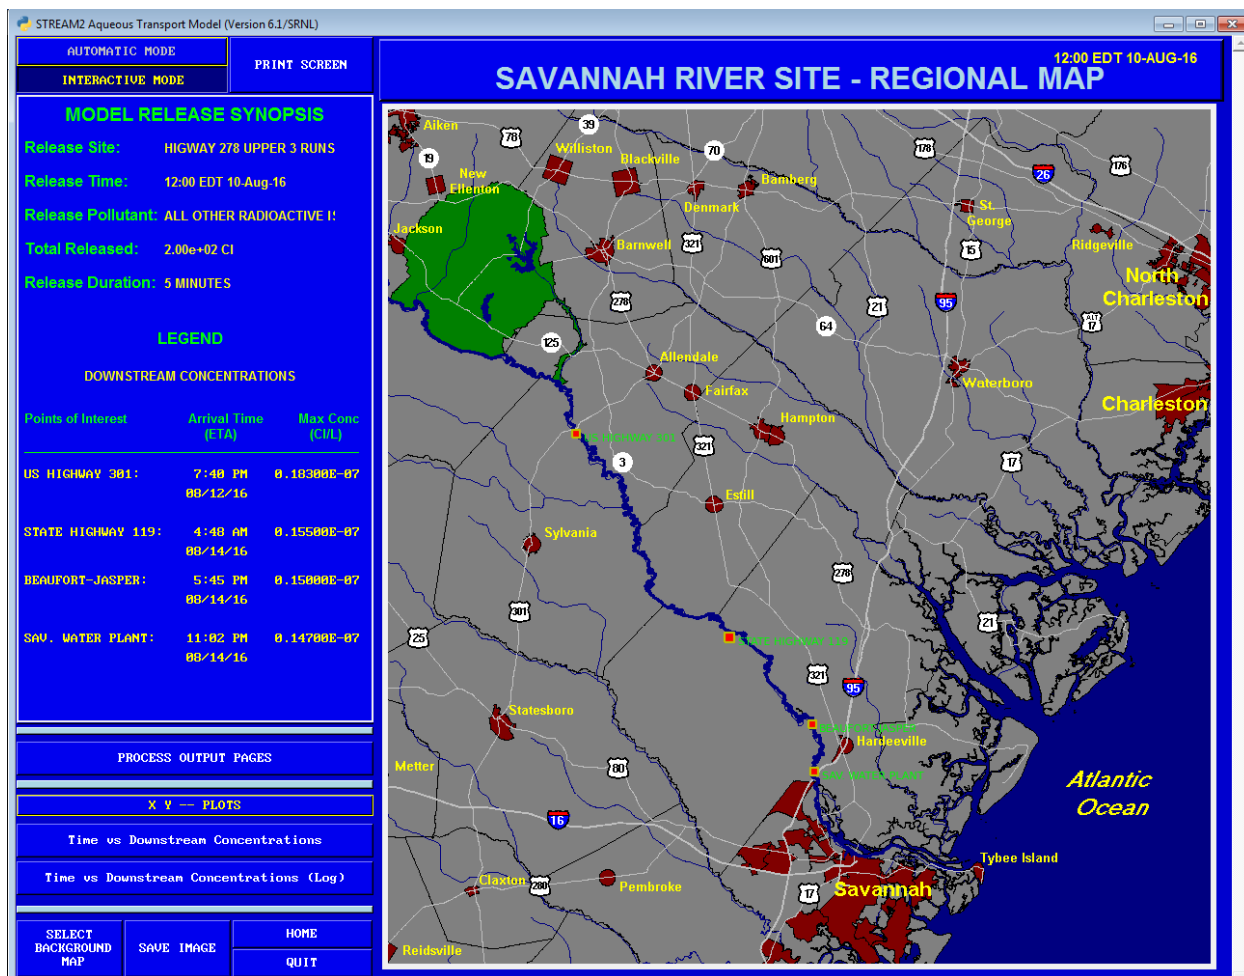 STREAM2 Aqueous Transport Model (Version 6.1/SRNL)
AUTOMATIC MODE
INTERACTIVE MODE
PRINT SCREEN
12:00 EDT 10-AUG-16
SAVANNAH RIVER SITE - REGIONAL MAP
MODEL RELEASE SYNOPSIS
Release Site: HIGWAY 278 UPPER 3 RUNS
Release Time: 12:00 EDT 10-Aug-16
Release Pollutant: ALL OTHER RADIOACTIVE I
Total Released: 2.00e+02 CI
Release Duration: 5 MINUTES
LEGEND
DOWNSTREAM CONCENTRATIONS
Points of Interest Arrival Time Max Conc
(ETA) (CI/L)
US HIGHWAY 301: 7:40 PM 0.18300E-07
08/12/16
STATE HIGHWAY 119: 4:48 AM 0.15500E-07
08/14/16
BEAUFORT-JASPER: 5:45 PM 0.15000E-07
08/14/16
SAV. WATER PLANT: 11:02 PM 0.14700E-07
08/14/16
PROCESS OUTPUT PAGES
X Y -- PLOTS
Time vs Downstream Concentrations
Time vs Downstream Concentrations (Log)
SELECT
BACKGROUND
MAP
SAVE IMAGE
HOME
QUIT
Aiken
78
39
Williston
Blackville
70
178
176
26
19
New
Ellenton
Denmark
Bamberg
St.
George
Jackson
Barnwell
321
601
15
Ridgeville
North
Charleston
278
21
95
ALT
17
125
64
Allendale
Fairfax
Waterboro
Hampton
Charleston
US HIGHWAY 301
321
3
17
Estill
Sylvania
278
301
25
21
STATE HIGHWAY 119
321
95
Statesboro
BEAUFORT-JASPER
Hardeeville
Metter
80
SAV. WATER PLANT
Atlantic
Ocean
16
Tybee Island
Claxton
280
Pembroke
17
Savannah
Reidsville